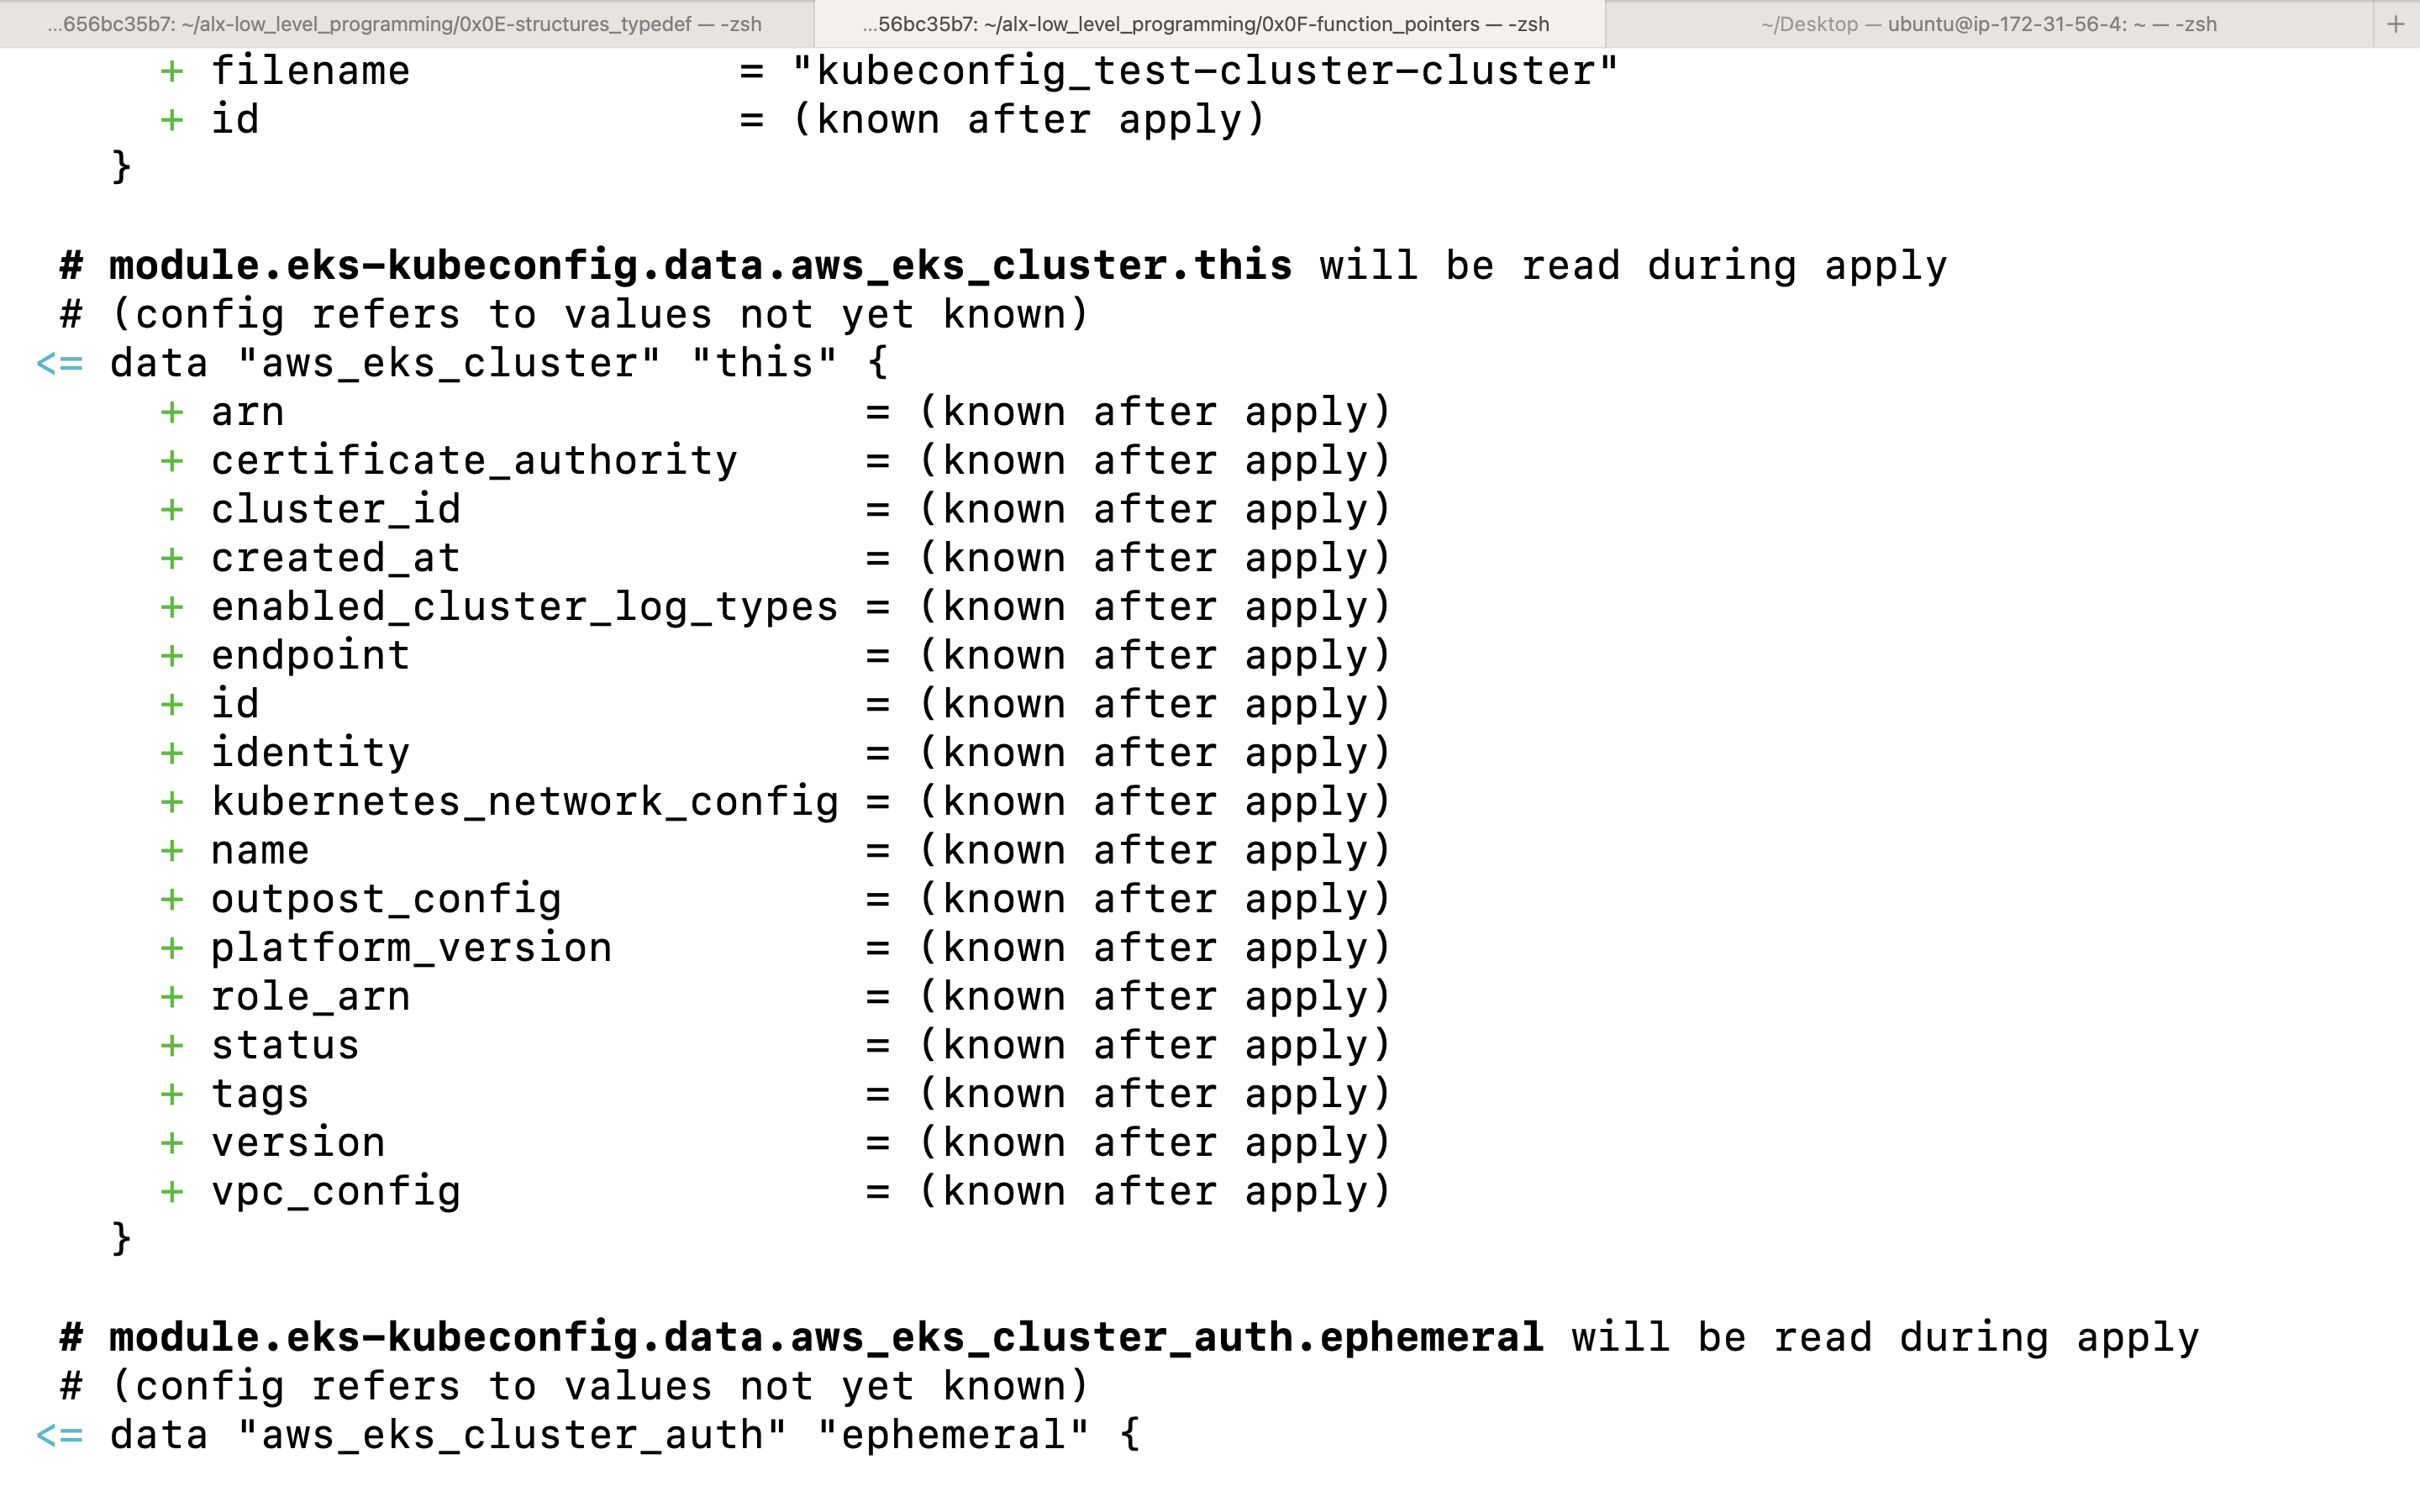 ...656bc35b7: ~/alx-low_level_programming/0x0E-structures_typedef — -zsh
...56bc35b7: ~/alx-low_level_programming/0x0F-function_pointers — -zsh
~/Desktop — ubuntu@ip-172-31-56-4: ~ — -zsh
+
+ filename = "kubeconfig_test-cluster-cluster"
+ id = (known after apply)
}
# module.eks-kubeconfig.data.aws_eks_cluster.this will be read during apply
# (config refers to values not yet known)
<= data "aws_eks_cluster" "this" {
+ arn = (known after apply)
+ certificate_authority = (known after apply)
+ cluster_id = (known after apply)
+ created_at = (known after apply)
+ enabled_cluster_log_types = (known after apply)
+ endpoint = (known after apply)
+ id = (known after apply)
+ identity = (known after apply)
+ kubernetes_network_config = (known after apply)
+ name = (known after apply)
+ outpost_config = (known after apply)
+ platform_version = (known after apply)
+ role_arn = (known after apply)
+ status = (known after apply)
+ tags = (known after apply)
+ version = (known after apply)
+ vpc_config = (known after apply)
}
# module.eks-kubeconfig.data.aws_eks_cluster_auth.ephemeral will be read during apply
# (config refers to values not yet known)
<= data "aws_eks_cluster_auth" "ephemeral" {